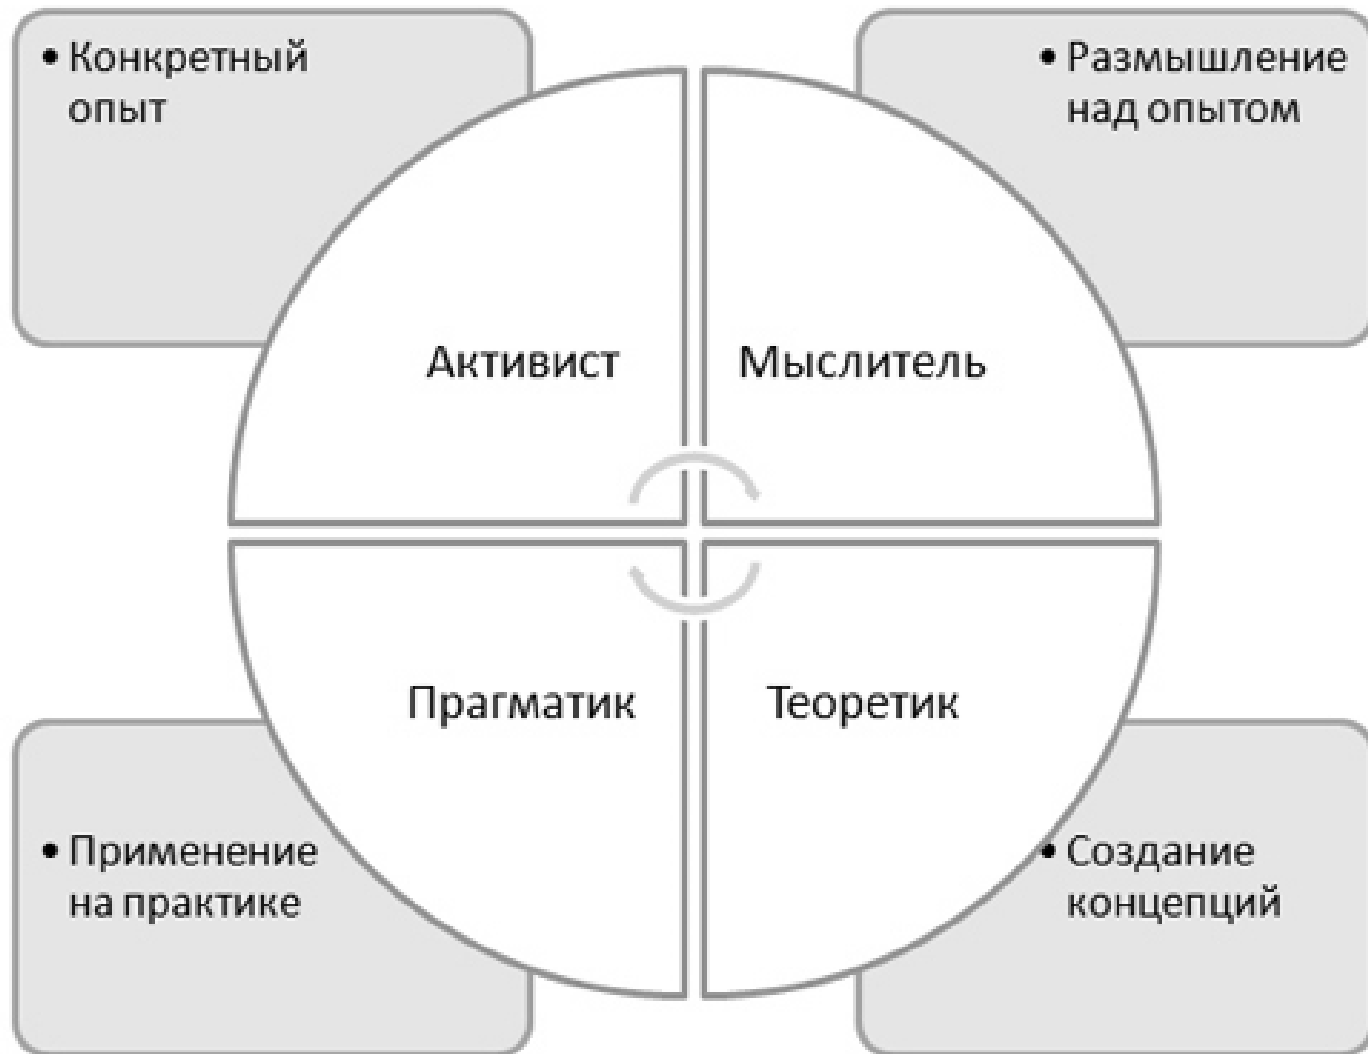 • Конкретный
опыт
• Размышление
над опытом
Активист
Мыслитель
Прагматик
Теоретик
• Применение
на практике
• Создание
концепций